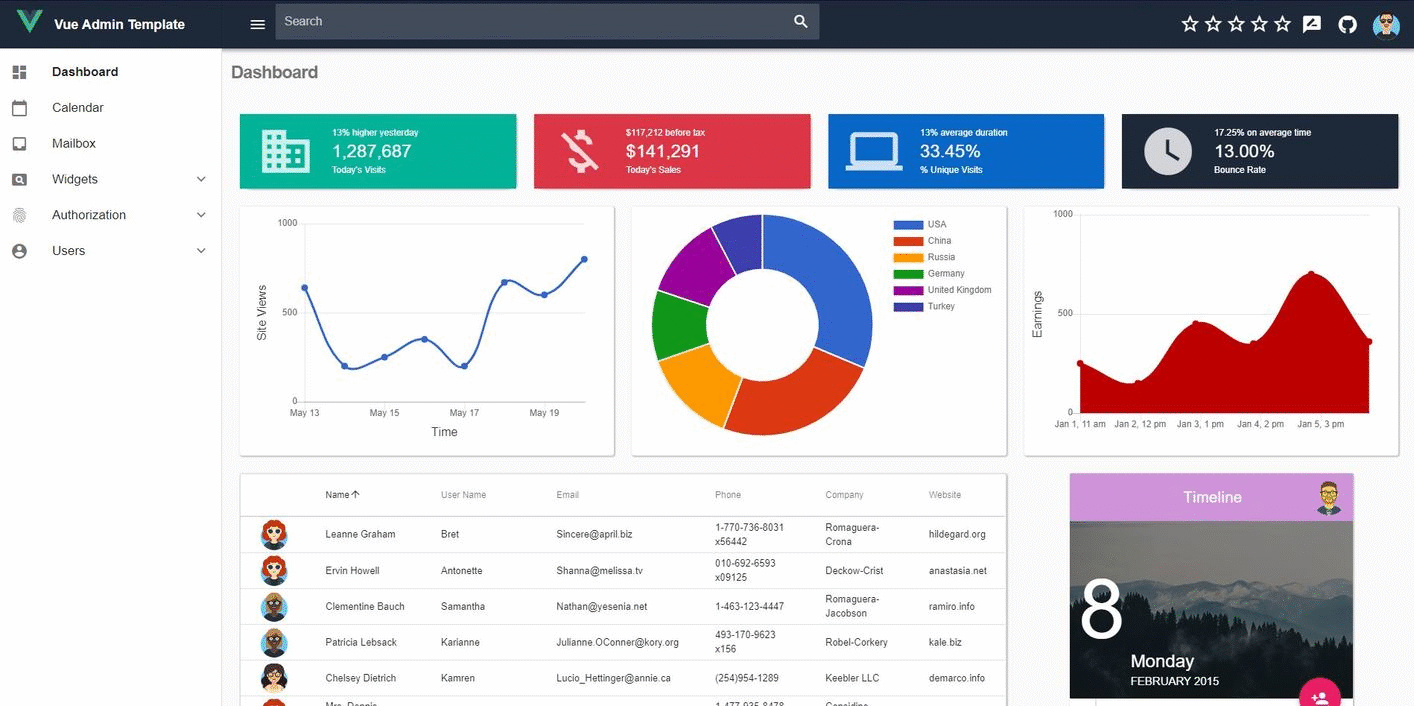 Vue Admin Template
Search
Dashboard
Calendar
Mailbox
Widgets
Authorization
Users
Dashboard
13% higher yesterday
1,287,687
Today's Visits
$117,212 before tax
$141,291
Today's Sales
13% average duration
33.45%
% Unique Visits
17.25% on average time
13.00%
Bounce Rate
1000
500
0
Site Views
May 13 May 15 May 17 May 19
Time
USA
China
Russia
Germany
United Kingdom
Turkey
1000
500
0
Earnings
Jan 1, 11 am Jan 2, 12 pm Jan 3, 1 pm Jan 4, 2 pm Jan 5, 3 pm
Name User Name Email Phone Company Website
Leanne Graham Bret Sincere@april.biz 1-770-736-8031 x56442 Romaguera-Crona hildegard.org
Ervin Howell Antonette Shanna@melissa.tv 010-692-6593 x09125 Deckow-Crist anastasia.net
Clementine Bauch Samantha Nathan@yesenia.net 1-463-123-4447 Romaguera-Jacobson ramiro.info
Patricia Lebsack Karianne Julianne.OConner@kory.org 493-170-9623 x156 Robel-Corkery kale.biz
Chelsey Dietrich Kamren Lucio_Hettinger@annie.ca (254)954-1289 Keebler LLC demarco.info
Mrs. Dennis 1-477-935-8478 Considine-
Timeline
8
Monday
FEBRUARY 2015